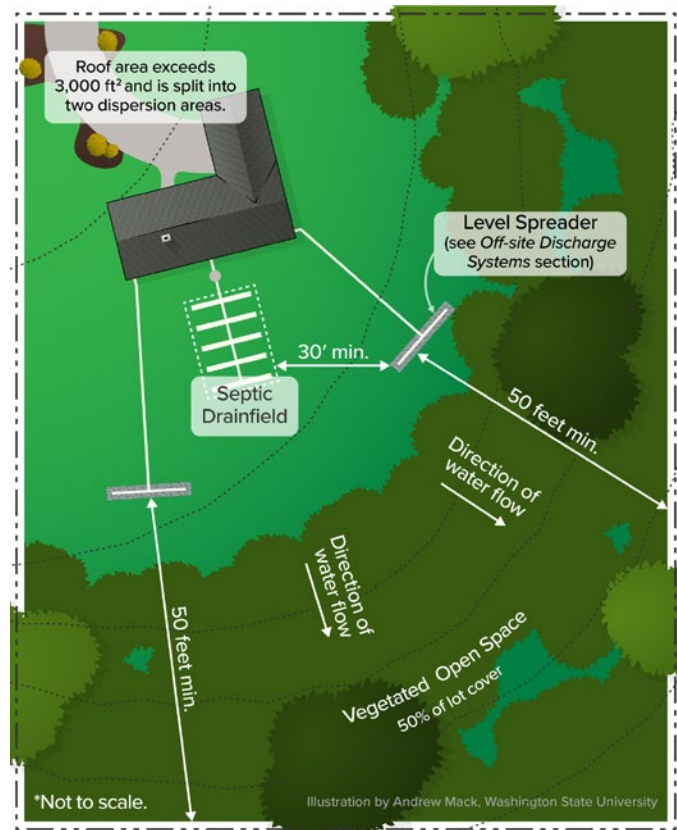 Roof area exceeds
3,000 ft² and is split into
two dispersion areas.
Level Spreader
(see Off-site Discharge
Systems section)
30' min.
Septic
Drainfield
50 feet min.
Direction of
water flow
Direction of
water flow
50 feet min.
Vegetated Open Space
50% of lot cover
*Not to scale.
Illustration by Andrew Mack, Washington State University